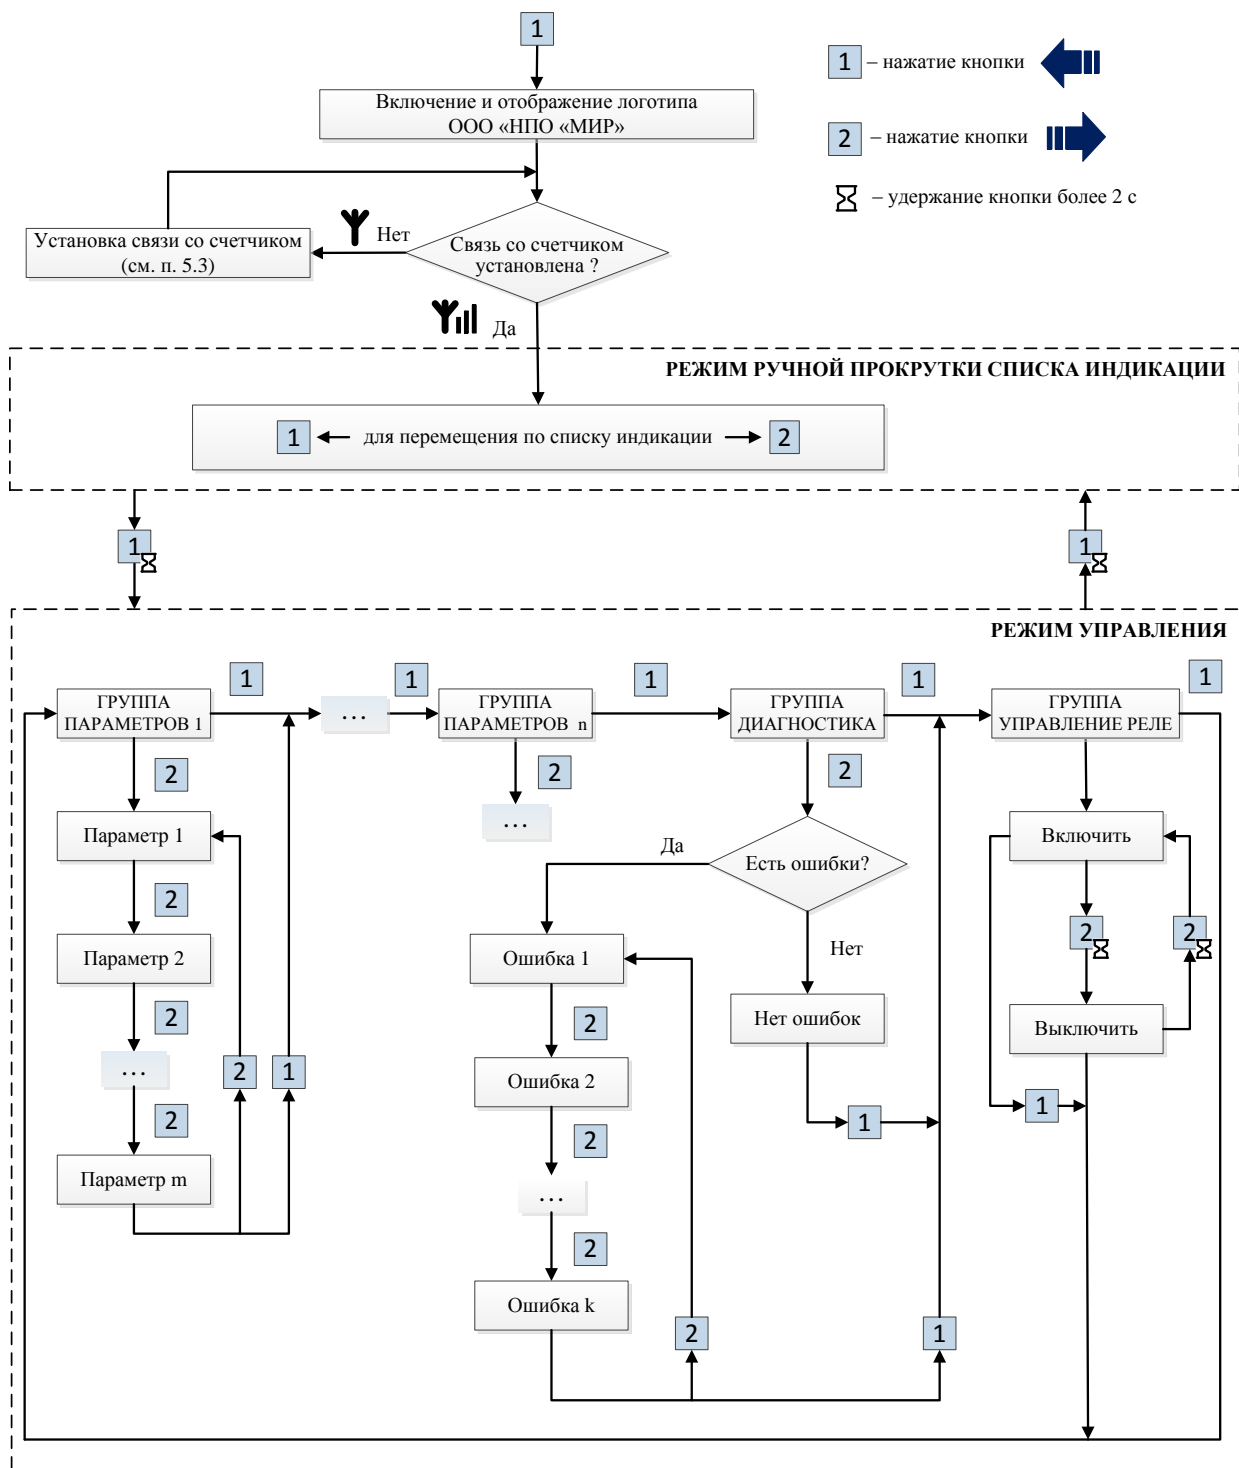 1
1 – нажатие кнопки
Включение и отображение логотипа
ООО «НПО «МИР»
2 – нажатие кнопки
– удержание кнопки более 2 с
Установка связи со счетчиком
(см. п. 5.3)
Нет
Связь со счетчиком
установлена ?
Да
РЕЖИМ РУЧНОЙ ПРОКРУТКИ СПИСКА ИНДИКАЦИИ
1 для перемещения по списку индикации 2
1
1
РЕЖИМ УПРАВЛЕНИЯ
1
1
1
1
1
ГРУППА
ПАРАМЕТРОВ 1
...
ГРУППА
ПАРАМЕТРОВ n
ГРУППА
ДИАГНОСТИКА
ГРУППА
УПРАВЛЕНИЕ РЕЛЕ
2
2
2
Параметр 1
...
Да
Есть ошибки?
Включить
2
2
2
Параметр 2
Ошибка 1
Нет
2
2
Нет ошибок
Выключить
...
2
1
Ошибка 2
2
2
1
1
Параметр m
...
2
Ошибка k
2
1